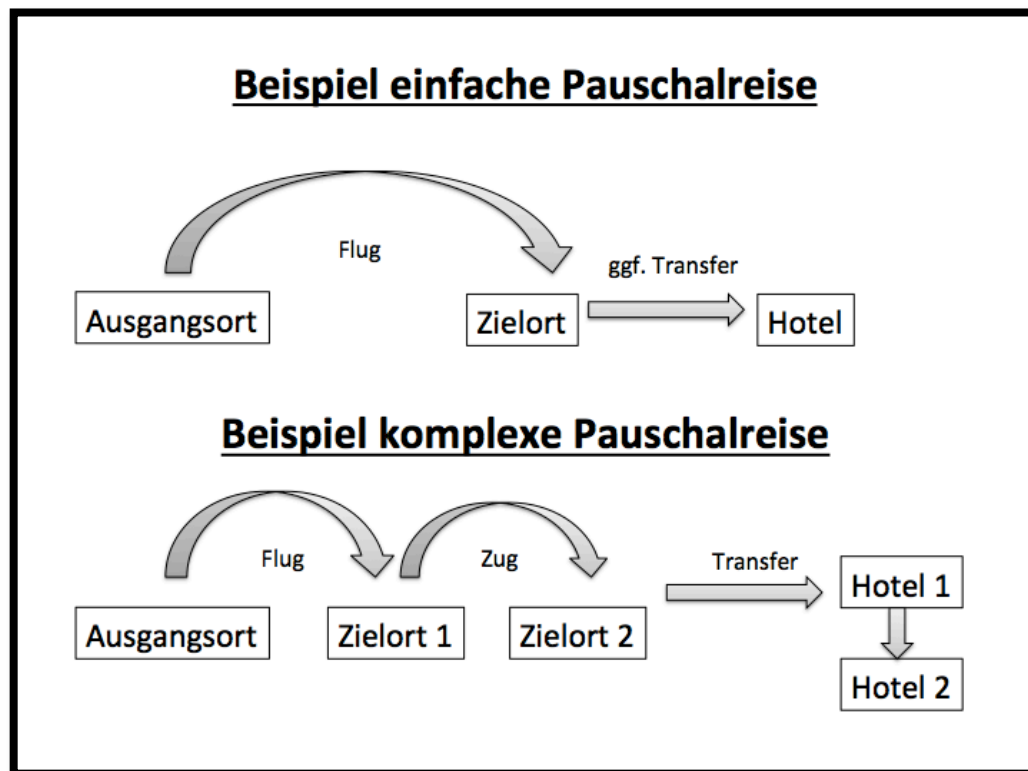 Beispiel einfache Pauschalreise
Flug
ggf. Transfer
Ausgangsort
Zielort
Hotel
Beispiel komplexe Pauschalreise
Flug
Zug
Transfer
Hotel 1
Ausgangsort
Zielort 1
Zielort 2
Hotel 2